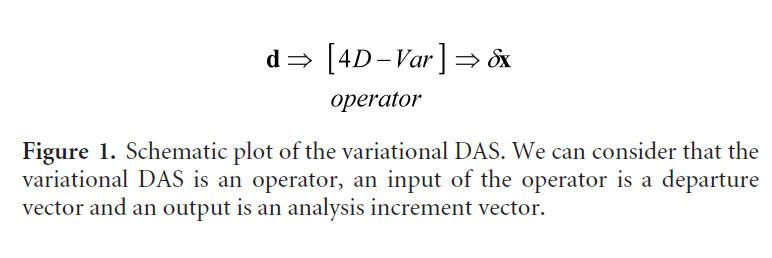 d ⇒ [4D – Var] ⇒ δx
operator
Figure 1. Schematic plot of the variational DAS. We can consider that the
variational DAS is an operator, an input of the operator is a departure
vector and an output is an analysis increment vector.